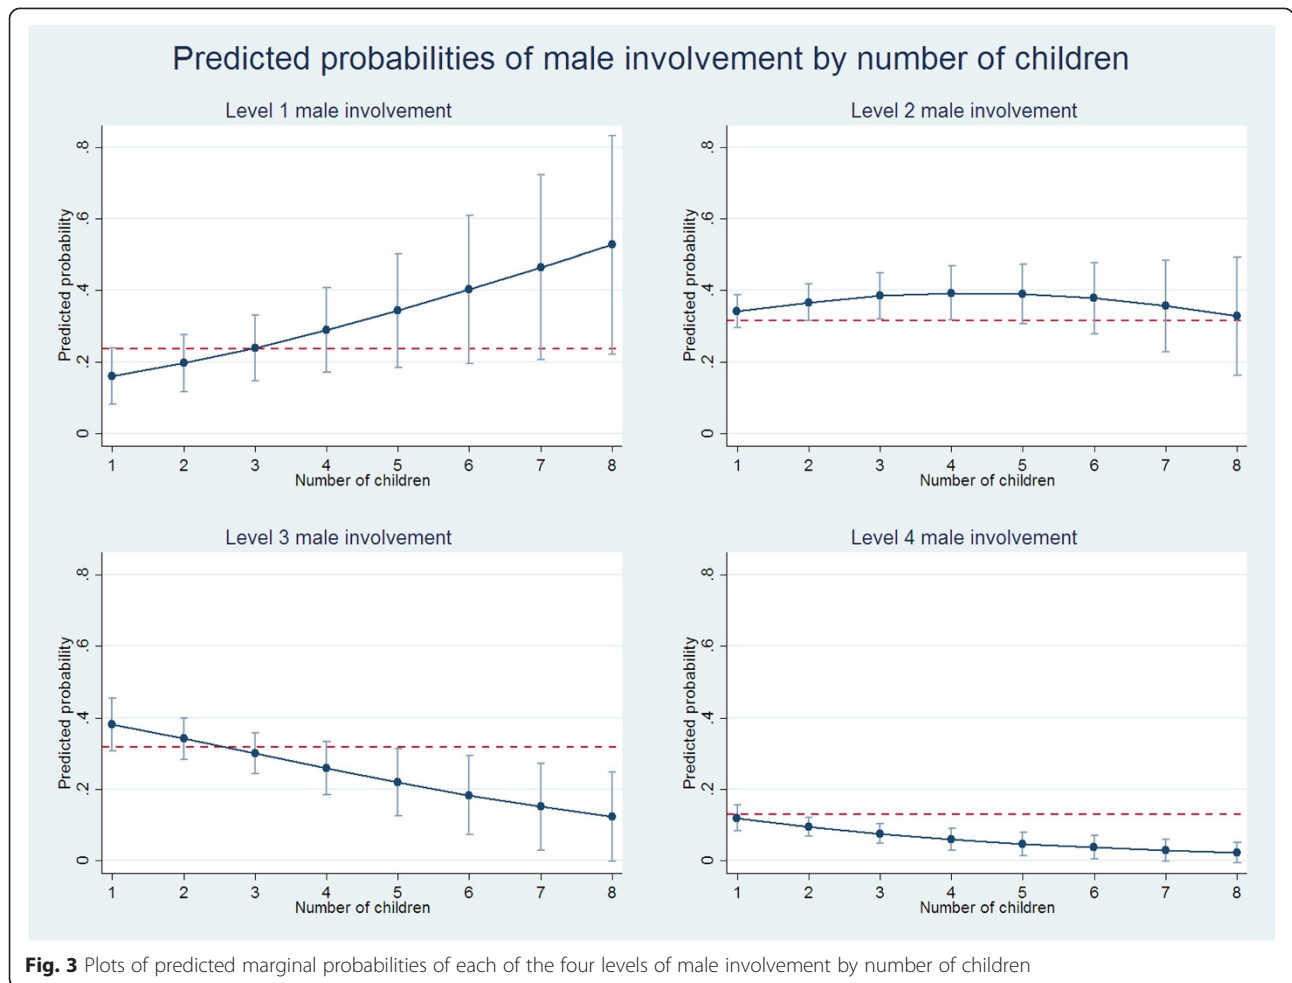 Predicted probabilities of male involvement by number of children
Level 1 male involvement
Predicted probability
.8
.6
.4
.2
0
1 2 3 4 5 6 7 8
Number of children
Level 2 male involvement
Predicted probability
.8
.6
.4
.2
0
1 2 3 4 5 6 7 8
Number of children
Level 3 male involvement
Predicted probability
.8
.6
.4
.2
0
1 2 3 4 5 6 7 8
Number of children
Level 4 male involvement
Predicted probability
.8
.6
.4
.2
0
1 2 3 4 5 6 7 8
Number of children
Fig. 3 Plots of predicted marginal probabilities of each of the four levels of male involvement by number of children